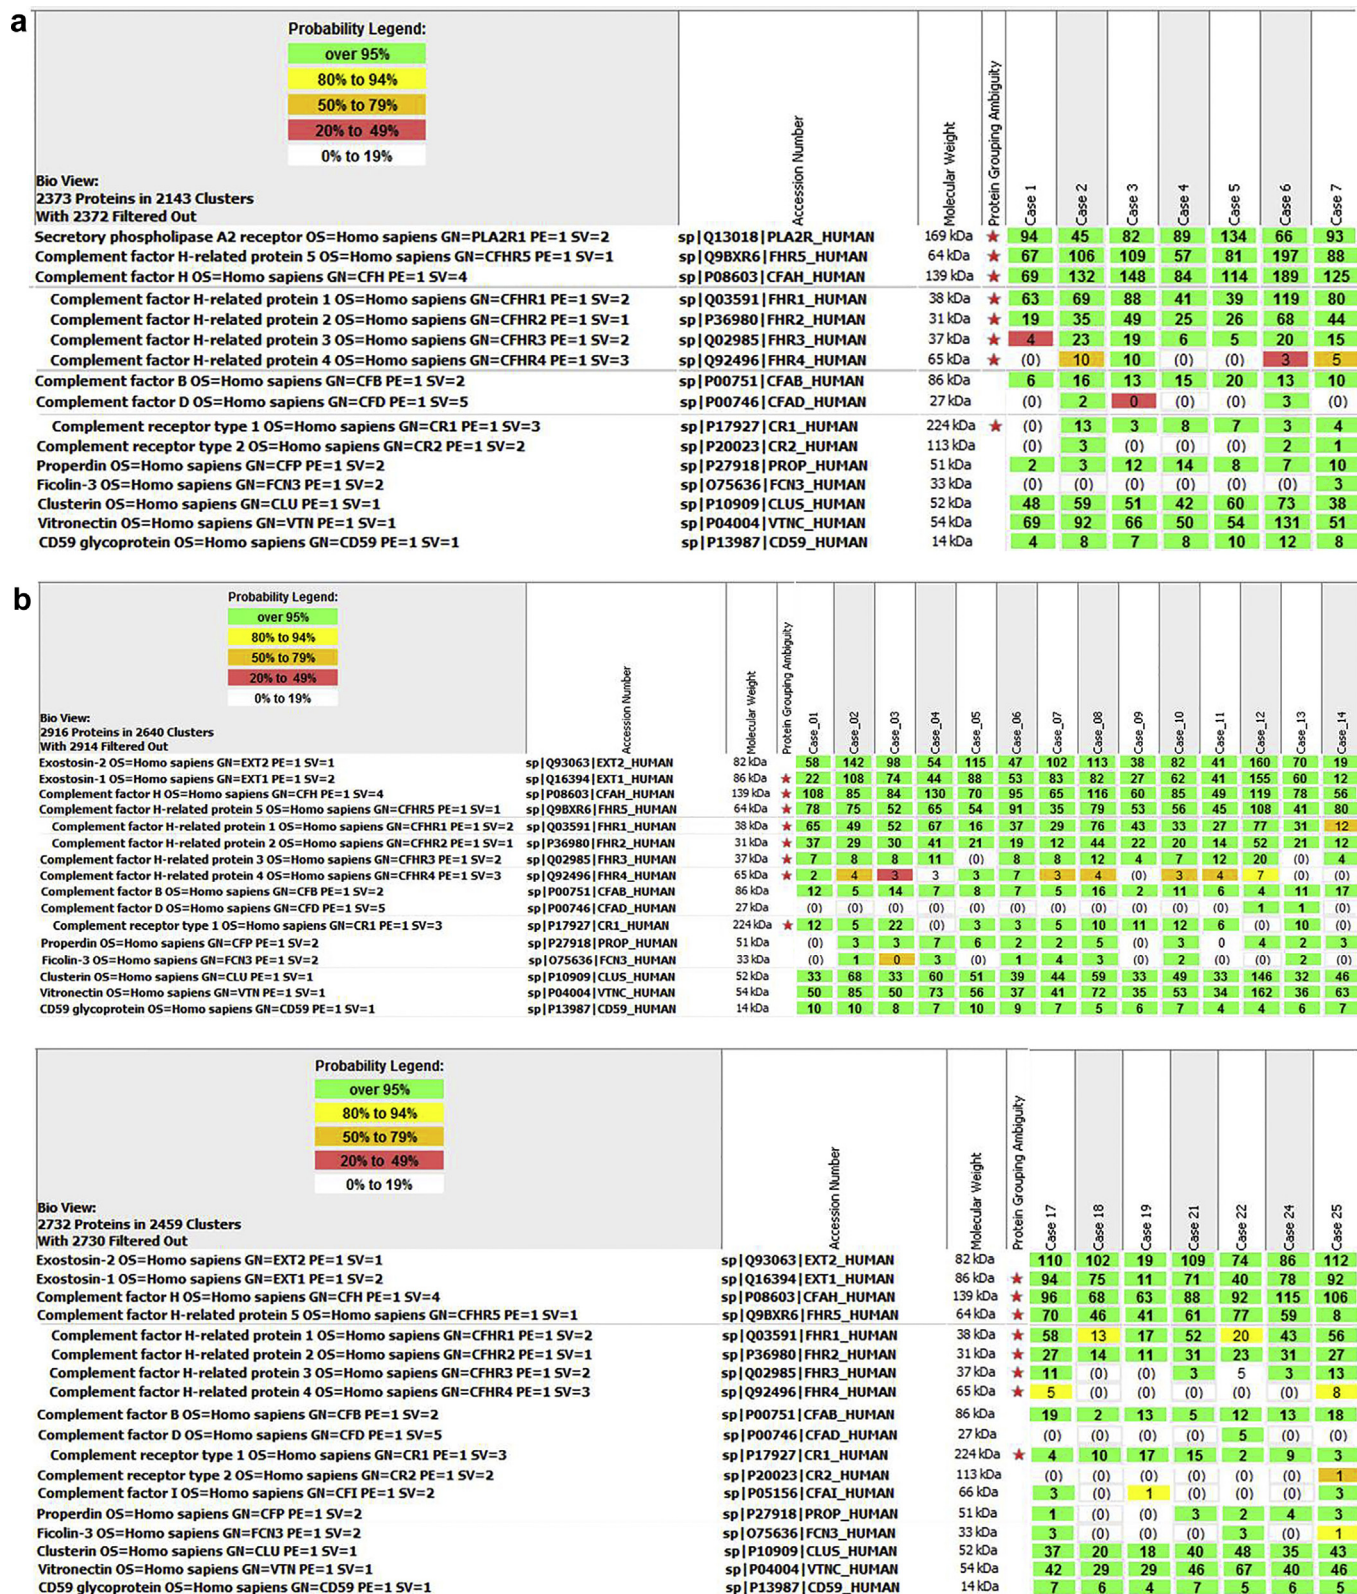 a
Probability Legend:
over 95%
80% to 94%
50% to 79%
20% to 49%
0% to 19%
Bio View:
2373 Proteins in 2143 Clusters
With 2372 Filtered Out
Accession Number Molecular Weight Protein Grouping Ambiguity Case 1 Case 2 Case 3 Case 4 Case 5 Case 6 Case 7
Secretory phospholipase A2 receptor OS=Homo sapiens GN=PLA2R1 PE=1 SV=2 sp|Q13018|PLA2R_HUMAN 169 kDa ★ 94 45 82 89 134 66 93
Complement factor H-related protein 5 OS=Homo sapiens GN=CFHR5 PE=1 SV=1 sp|Q9BXR6|FHR5_HUMAN 64 kDa ★ 67 106 109 57 81 197 88
Complement factor H OS=Homo sapiens GN=CFH PE=1 SV=4 sp|P08603|CFAH_HUMAN 139 kDa ★ 69 132 148 84 114 189 125
Complement factor H-related protein 1 OS=Homo sapiens GN=CFHR1 PE=1 SV=2 sp|Q03591|FHR1_HUMAN 38 kDa ★ 63 69 88 41 39 119 80
Complement factor H-related protein 2 OS=Homo sapiens GN=CFHR2 PE=1 SV=1 sp|P36980|FHR2_HUMAN 31 kDa ★ 19 35 49 25 26 68 44
Complement factor H-related protein 3 OS=Homo sapiens GN=CFHR3 PE=1 SV=2 sp|Q02985|FHR3_HUMAN 37 kDa ★ 4 23 19 6 5 20 15
Complement factor H-related protein 4 OS=Homo sapiens GN=CFHR4 PE=1 SV=3 sp|Q92496|FHR4_HUMAN 65 kDa ★ (0) 10 10 (0) (0) 3 5
Complement factor B OS=Homo sapiens GN=CFB PE=1 SV=2 sp|P00751|CFAB_HUMAN 86 kDa 6 16 13 15 20 13 10
Complement factor D OS=Homo sapiens GN=CFD PE=1 SV=5 sp|P00746|CFAD_HUMAN 27 kDa (0) 2 0 (0) (0) 3 (0)
Complement receptor type 1 OS=Homo sapiens GN=CR1 PE=1 SV=3 sp|P17927|CR1_HUMAN 224 kDa ★ (0) 13 3 8 7 3 4
Complement receptor type 2 OS=Homo sapiens GN=CR2 PE=1 SV=2 sp|P20023|CR2_HUMAN 113 kDa (0) 3 (0) (0) (0) 2 1
Properdin OS=Homo sapiens GN=CFP PE=1 SV=2 sp|P27918|PROP_HUMAN 51 kDa 2 3 12 14 8 7 10
Ficolin-3 OS=Homo sapiens GN=FCN3 PE=1 SV=2 sp|O75636|FCN3_HUMAN 33 kDa (0) (0) (0) (0) (0) (0) 3
Clusterin OS=Homo sapiens GN=CLU PE=1 SV=1 sp|P10909|CLUS_HUMAN 52 kDa 48 59 51 42 60 73 38
Vitronectin OS=Homo sapiens GN=VTN PE=1 SV=1 sp|P04004|VTNC_HUMAN 54 kDa 69 92 66 50 54 131 51
CD59 glycoprotein OS=Homo sapiens GN=CD59 PE=1 SV=1 sp|P13987|CD59_HUMAN 14 kDa 4 8 7 8 10 12 8
b
Probability Legend:
over 95%
80% to 94%
50% to 79%
20% to 49%
0% to 19%
Bio View:
2916 Proteins in 2640 Clusters
With 2914 Filtered Out
Accession Number Molecular Weight Protein Grouping Ambiguity Case_01 Case_02 Case_03 Case_04 Case_05 Case_06 Case_07 Case_08 Case_09 Case_10 Case_11 Case_12 Case_13 Case_14
Exostosin-2 OS=Homo sapiens GN=EXT2 PE=1 SV=1 sp|Q93063|EXT2_HUMAN 82 kDa 58 142 98 54 115 47 102 113 38 82 41 160 70 19
Exostosin-1 OS=Homo sapiens GN=EXT1 PE=1 SV=2 sp|Q16394|EXT1_HUMAN 86 kDa ★ 22 108 74 44 88 53 83 82 27 62 41 155 60 12
Complement factor H OS=Homo sapiens GN=CFH PE=1 SV=4 sp|P08603|CFAH_HUMAN 139 kDa ★ 108 85 84 130 70 95 65 116 60 85 49 119 78 56
Complement factor H-related protein 5 OS=Homo sapiens GN=CFHR5 PE=1 SV=1 sp|Q9BXR6|FHR5_HUMAN 64 kDa ★ 78 75 52 65 54 91 35 79 53 56 45 108 41 80
Complement factor H-related protein 1 OS=Homo sapiens GN=CFHR1 PE=1 SV=2 sp|Q03591|FHR1_HUMAN 38 kDa ★ 65 49 52 67 16 37 29 76 43 33 27 77 31 12
Complement factor H-related protein 2 OS=Homo sapiens GN=CFHR2 PE=1 SV=1 sp|P36980|FHR2_HUMAN 31 kDa ★ 37 29 30 41 21 19 12 44 22 20 14 52 21 12
Complement factor H-related protein 3 OS=Homo sapiens GN=CFHR3 PE=1 SV=2 sp|Q02985|FHR3_HUMAN 37 kDa ★ 7 8 8 11 (0) 8 8 12 4 7 12 20 (0) 4
Complement factor H-related protein 4 OS=Homo sapiens GN=CFHR4 PE=1 SV=3 sp|Q92496|FHR4_HUMAN 65 kDa ★ 2 4 3 3 3 7 3 4 (0) 3 4 7 (0) (0)
Complement factor B OS=Homo sapiens GN=CFB PE=1 SV=2 sp|P00751|CFAB_HUMAN 86 kDa 12 5 14 7 8 7 5 16 2 11 6 4 11 17
Complement factor D OS=Homo sapiens GN=CFD PE=1 SV=5 sp|P00746|CFAD_HUMAN 27 kDa (0) (0) (0) (0) (0) (0) (0) (0) (0) (0) (0) 1 1 (0)
Complement receptor type 1 OS=Homo sapiens GN=CR1 PE=1 SV=3 sp|P17927|CR1_HUMAN 224 kDa ★ 12 5 22 (0) 3 3 5 10 11 12 6 (0) 10 (0)
Properdin OS=Homo sapiens GN=CFP PE=1 SV=2 sp|P27918|PROP_HUMAN 51 kDa (0) 3 3 7 6 2 2 5 (0) 3 0 4 2 3
Ficolin-3 OS=Homo sapiens GN=FCN3 PE=1 SV=2 sp|O75636|FCN3_HUMAN 33 kDa (0) 1 0 3 (0) 1 4 3 (0) 2 (0) (0) 2 (0)
Clusterin OS=Homo sapiens GN=CLU PE=1 SV=1 sp|P10909|CLUS_HUMAN 52 kDa 33 68 33 60 51 39 44 59 33 49 33 146 32 46
Vitronectin OS=Homo sapiens GN=VTN PE=1 SV=1 sp|P04004|VTNC_HUMAN 54 kDa 50 85 50 73 56 37 41 72 35 53 34 162 36 63
CD59 glycoprotein OS=Homo sapiens GN=CD59 PE=1 SV=1 sp|P13987|CD59_HUMAN 14 kDa 10 10 8 7 10 9 7 5 6 7 4 4 6 7
Probability Legend:
over 95%
80% to 94%
50% to 79%
20% to 49%
0% to 19%
Bio View:
2732 Proteins in 2459 Clusters
With 2730 Filtered Out
Accession Number Molecular Weight Protein Grouping Ambiguity Case 17 Case 18 Case 19 Case 21 Case 22 Case 24 Case 25
Exostosin-2 OS=Homo sapiens GN=EXT2 PE=1 SV=1 sp|Q93063|EXT2_HUMAN 82 kDa 110 102 19 109 74 86 112
Exostosin-1 OS=Homo sapiens GN=EXT1 PE=1 SV=2 sp|Q16394|EXT1_HUMAN 86 kDa ★ 94 75 11 71 40 78 92
Complement factor H OS=Homo sapiens GN=CFH PE=1 SV=4 sp|P08603|CFAH_HUMAN 139 kDa ★ 96 68 63 88 92 115 106
Complement factor H-related protein 5 OS=Homo sapiens GN=CFHR5 PE=1 SV=1 sp|Q9BXR6|FHR5_HUMAN 64 kDa ★ 70 46 41 61 77 59 8
Complement factor H-related protein 1 OS=Homo sapiens GN=CFHR1 PE=1 SV=2 sp|Q03591|FHR1_HUMAN 38 kDa ★ 58 13 17 52 20 43 56
Complement factor H-related protein 2 OS=Homo sapiens GN=CFHR2 PE=1 SV=1 sp|P36980|FHR2_HUMAN 31 kDa ★ 27 14 11 31 23 31 27
Complement factor H-related protein 3 OS=Homo sapiens GN=CFHR3 PE=1 SV=2 sp|Q02985|FHR3_HUMAN 37 kDa ★ 11 (0) (0) 3 5 3 13
Complement factor H-related protein 4 OS=Homo sapiens GN=CFHR4 PE=1 SV=3 sp|Q92496|FHR4_HUMAN 65 kDa ★ 5 (0) (0) (0) (0) (0) 8
Complement factor B OS=Homo sapiens GN=CFB PE=1 SV=2 sp|P00751|CFAB_HUMAN 86 kDa 19 2 13 5 12 13 18
Complement factor D OS=Homo sapiens GN=CFD PE=1 SV=5 sp|P00746|CFAD_HUMAN 27 kDa (0) (0) (0) (0) 5 (0) (0)
Complement receptor type 1 OS=Homo sapiens GN=CR1 PE=1 SV=3 sp|P17927|CR1_HUMAN 224 kDa ★ 4 10 17 15 2 9 3
Complement receptor type 2 OS=Homo sapiens GN=CR2 PE=1 SV=2 sp|P20023|CR2_HUMAN 113 kDa (0) (0) (0) (0) (0) (0) 1
Complement factor I OS=Homo sapiens GN=CFI PE=1 SV=2 sp|P05156|CFAI_HUMAN 66 kDa 3 (0) 1 (0) (0) (0) 3
Properdin OS=Homo sapiens GN=CFP PE=1 SV=2 sp|P27918|PROP_HUMAN 51 kDa 1 (0) (0) 3 2 4 3
Ficolin-3 OS=Homo sapiens GN=FCN3 PE=1 SV=2 sp|O75636|FCN3_HUMAN 33 kDa 3 (0) (0) (0) 3 (0) 1
Clusterin OS=Homo sapiens GN=CLU PE=1 SV=1 sp|P10909|CLUS_HUMAN 52 kDa 37 20 18 40 48 35 43
Vitronectin OS=Homo sapiens GN=VTN PE=1 SV=1 sp|P04004|VTNC_HUMAN 54 kDa 42 29 29 46 67 40 46
CD59 glycoprotein OS=Homo sapiens GN=CD59 PE=1 SV=1 sp|P13987|CD59_HUMAN 14 kDa 7 6 4 7 5 6 5